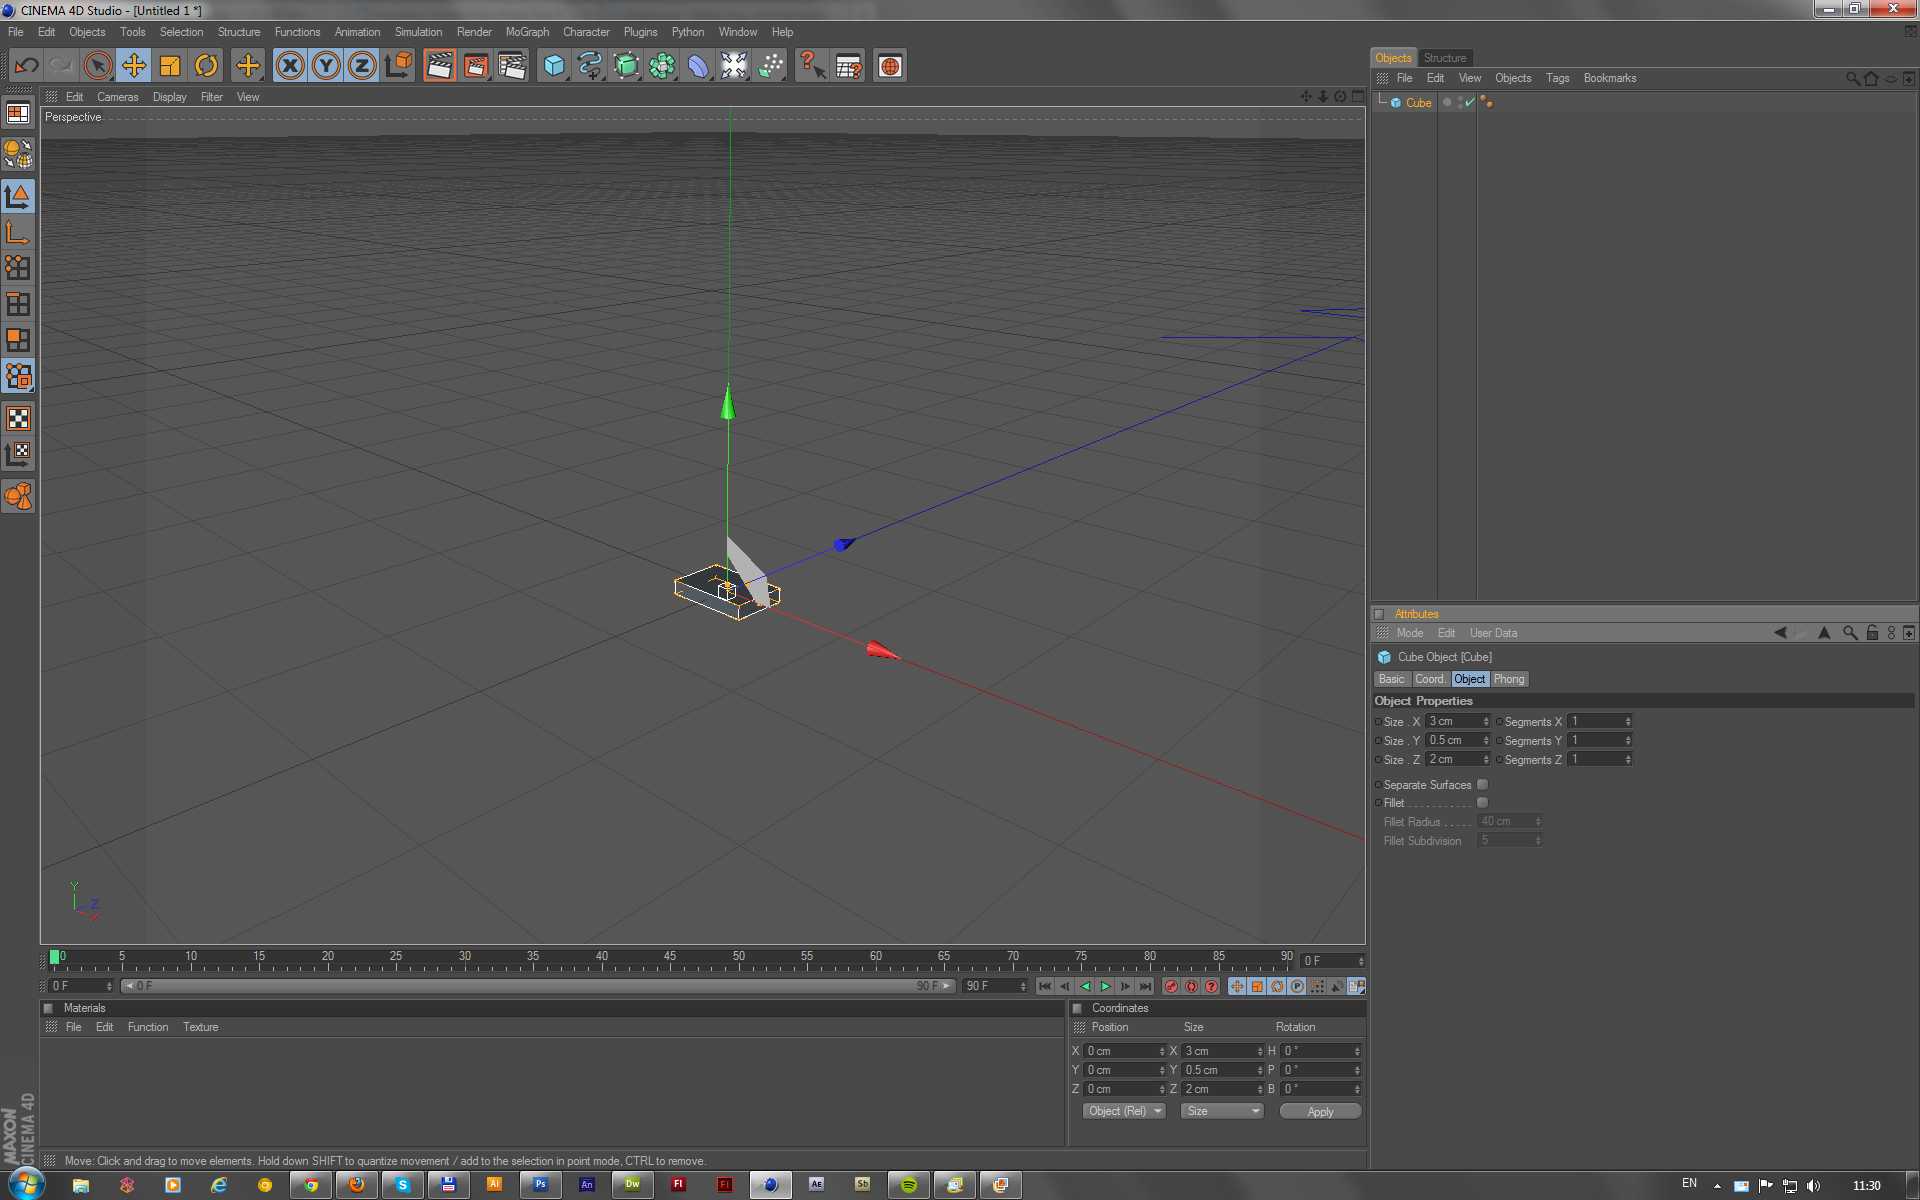 CINEMA 4D Studio - [Untitled 1 *]
File Edit Objects Tools Selection Structure Functions Animation Simulation Render MoGraph Character Plugins Python Window Help
Edit Cameras Display Filter View
Perspective
Objects Structure
File Edit View Objects Tags Bookmarks
Cube
Attributes
Mode Edit User Data
Cube Object [Cube]
Basic Coord. Object Phong
Object Properties
Size . X 3 cm Segments X 1
Size . Y 0.5 cm Segments Y 1
Size . Z 2 cm Segments Z 1
Separate Surfaces
Fillet . . . . . . . . . . .
Fillet Radius . . . . . 40 cm
Fillet Subdivision 5
Y
Z
X
0 5 10 15 20 25 30 35 40 45 50 55 60 65 70 75 80 85 90 0 F
0 F 0 F 90 F 90 F
Materials
File Edit Function Texture
Coordinates
Position Size Rotation
X 0 cm X 3 cm H 0 °
Y 0 cm Y 0.5 cm P 0 °
Z 0 cm Z 2 cm B 0 °
Object (Rel) Size Apply
MAXON
CINEMA 4D
Move: Click and drag to move elements. Hold down SHIFT to quantize movement / add to the selection in point mode, CTRL to remove.
Ai Ps An Dw Fl Fl Ae Sb
EN 11:30